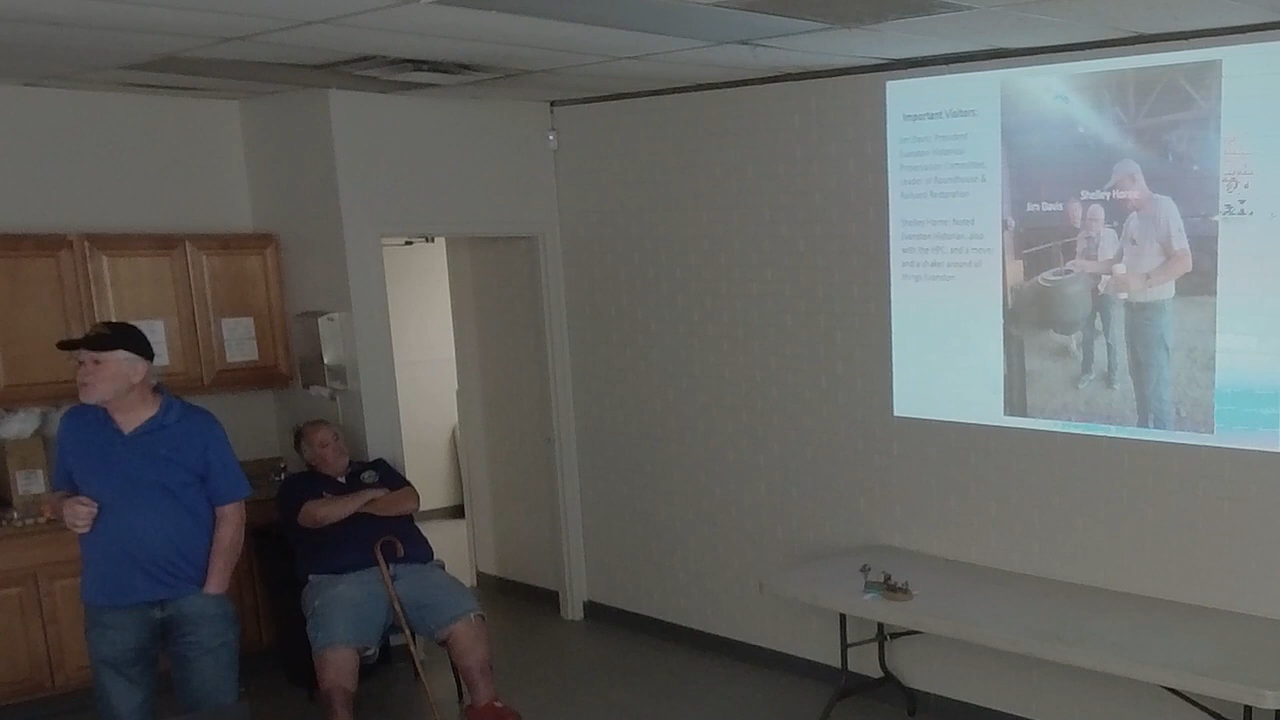 Important Visitors:
Jim Davis: President
Evanston Historical
Preservation Committee,
Leader of Roundhouse &
Railyard Restoration
Shelley Horne: Noted
Evanston Historian, also
with the HPC, and a mover
and a shaker around all
things Evanston
Jim Davis
Shelley Horne